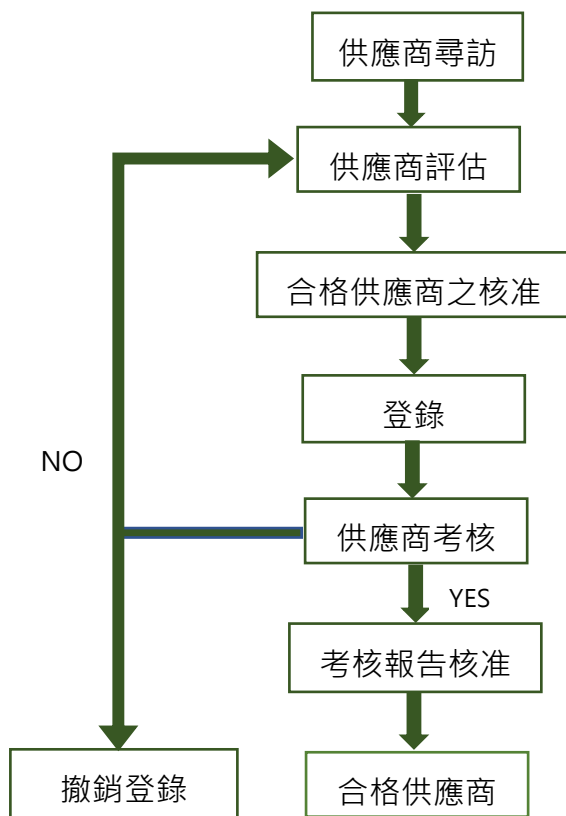 供應商尋訪
供應商評估
合格供應商之核准
登錄
NO
供應商考核
YES
考核報告核准
撤銷登錄
合格供應商